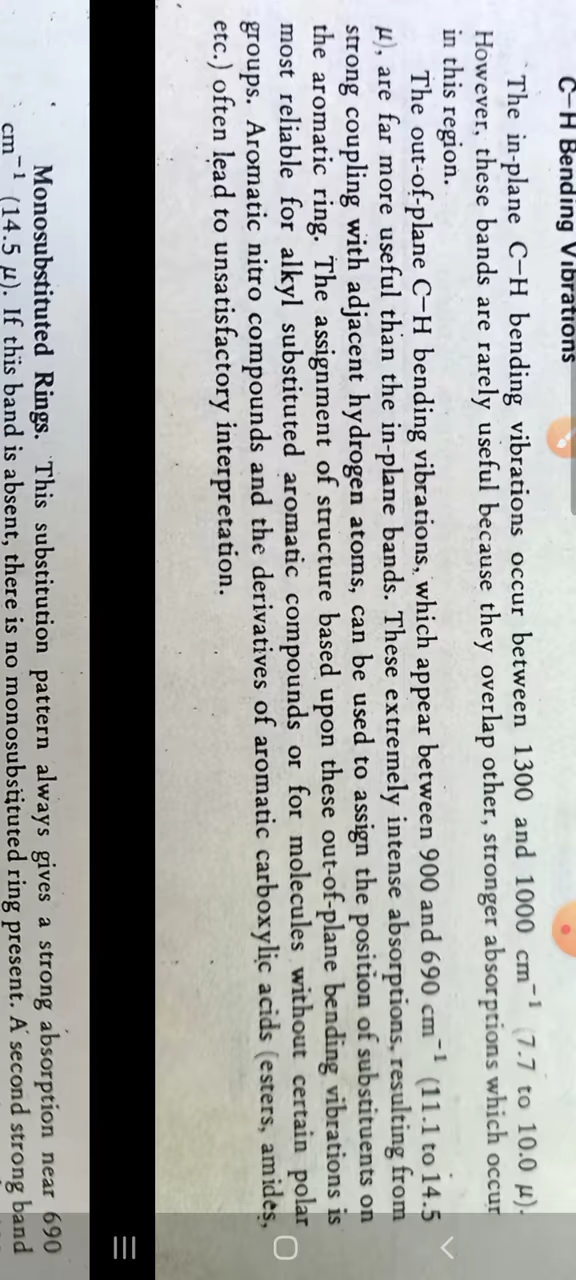 C–H Bending Vibrations
The in-plane C–H bending vibrations occur between 1300 and 1000 cm⁻¹ (7.7 to 10.0 μ).
However, these bands are rarely useful because they overlap other, stronger absorptions which occur
in this region.
The out-of-plane C–H bending vibrations, which appear between 900 and 690 cm⁻¹ (11.1 to 14.5
μ), are far more useful than the in-plane bands. These extremely intense absorptions, resulting from
strong coupling with adjacent hydrogen atoms, can be used to assign the position of substituents on
the aromatic ring. The assignment of structure based upon these out-of-plane bending vibrations is
most reliable for alkyl substituted aromatic compounds or for molecules without certain polar
groups. Aromatic nitro compounds and the derivatives of aromatic carboxylic acids (esters, amides,
etc.) often lead to unsatisfactory interpretation.
Monosubstituted Rings. This substitution pattern always gives a strong absorption near 690
cm⁻¹ (14.5 μ). If this band is absent, there is no monosubstituted ring present. A second strong band